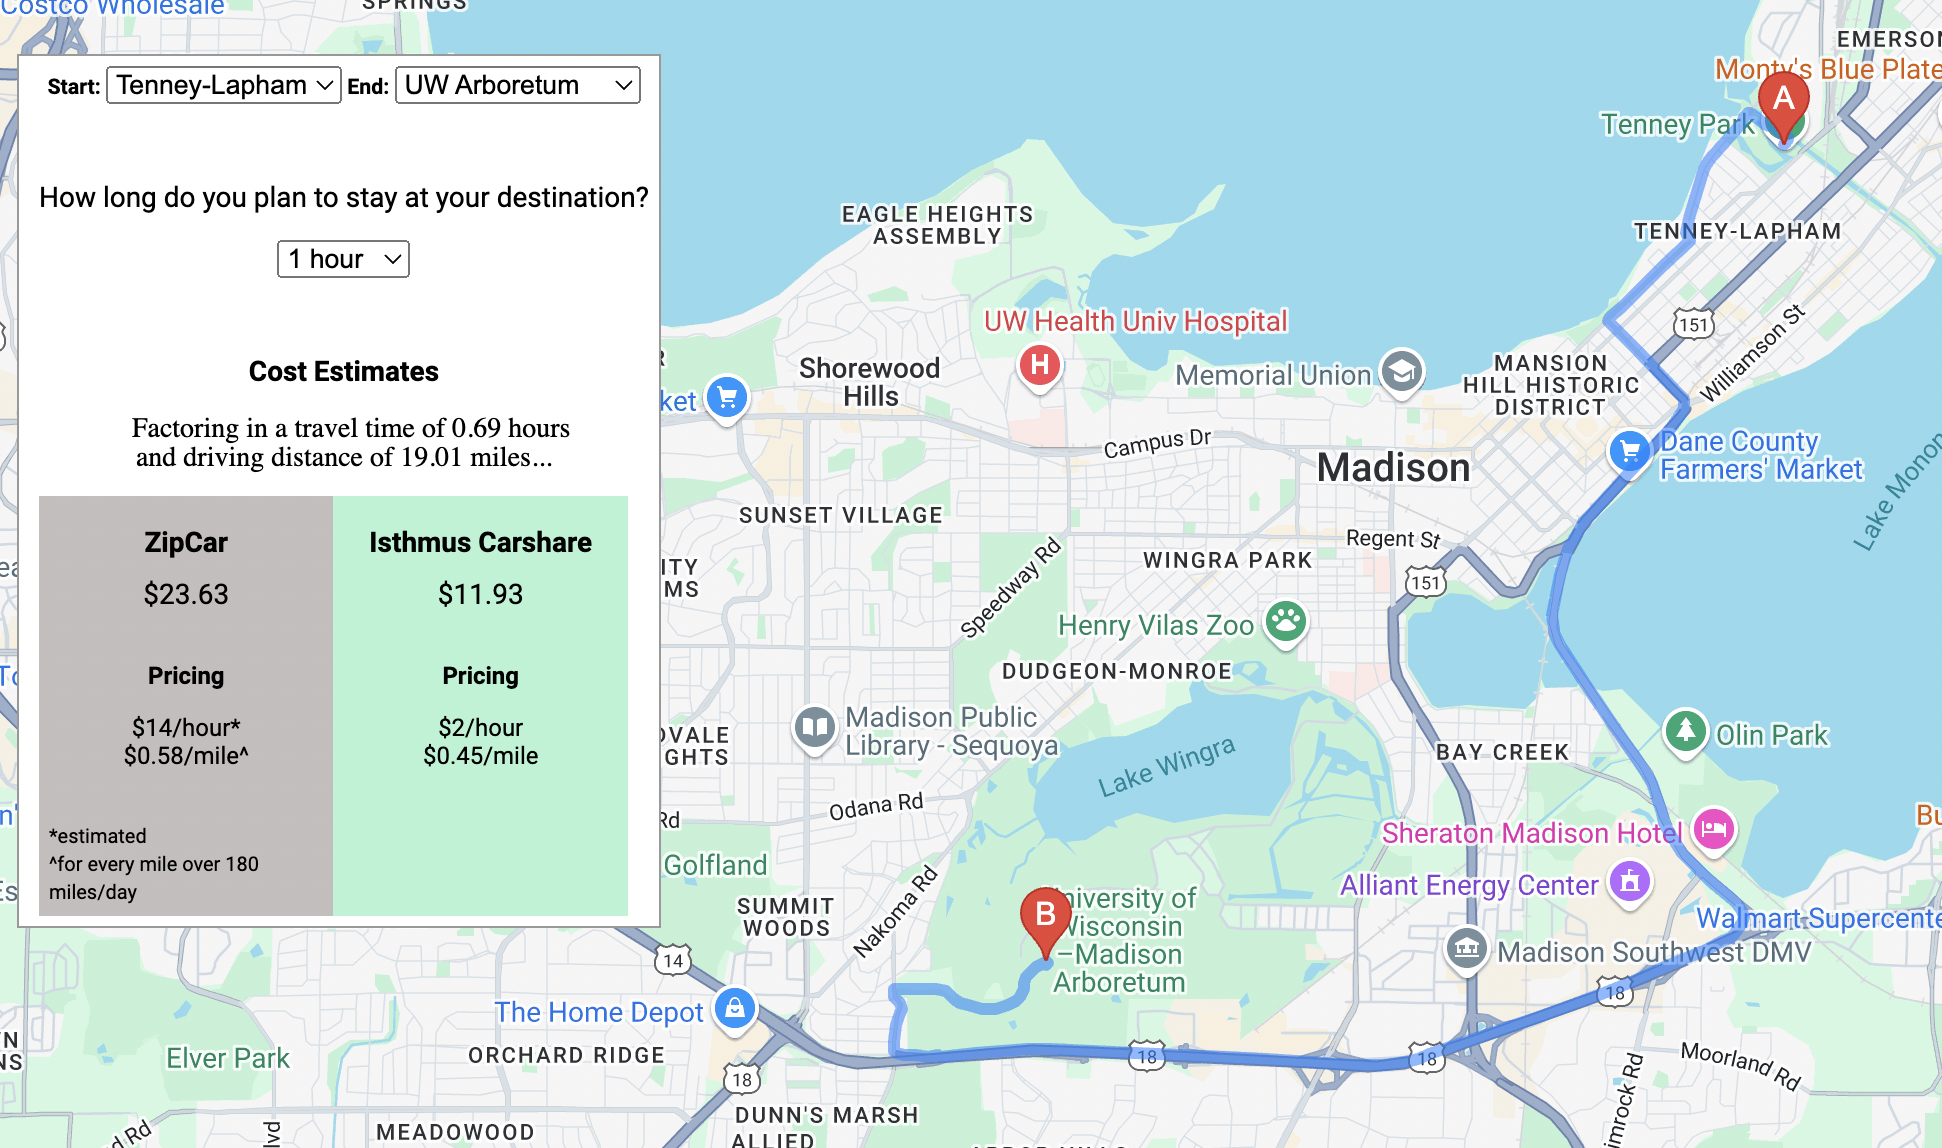 Costco Wholesale
SPRINGS
Start: Tenney-Lapham End: UW Arboretum
How long do you plan to stay at your destination?
1 hour
Cost Estimates
Factoring in a travel time of 0.69 hours
and driving distance of 19.01 miles...
ZipCar
$23.63
Pricing
$14/hour*
$0.58/mile^
*estimated
^for every mile over 180
miles/day
Isthmus Carshare
$11.93
Pricing
$2/hour
$0.45/mile
EMERSON
Monty's Blue Plate
A
Tenney Park
TENNEY-LAPHAM
EAGLE HEIGHTS
ASSEMBLY
UW Health Univ Hospital
H
151
Williamson St
Shorewood
Hills
Memorial Union
MANSION
HILL HISTORIC
DISTRICT
ket
Campus Dr
Madison
Dane County
Farmers' Market
Lake Monon
SUNSET VILLAGE
Regent St
WINGRA PARK
Speedway Rd
151
ITY
MS
Henry Vilas Zoo
DUDGEON-MONROE
Madison Public
Library - Sequoya
OVALE
GHTS
Lake Wingra
BAY CREEK
Olin Park
Odana Rd
Rd
Sheraton Madison Hotel
Golfland
Alliant Energy Center
Nakoma Rd
SUMMIT
WOODS
B
University of
Wisconsin
–Madison
Arboretum
Walmart Supercente
Madison Southwest DMV
14
18
The Home Depot
ORCHARD RIDGE
Elver Park
18
18
18
Moorland Rd
imrock Rd
DUNN'S MARSH
ALLIED
MEADOWOOD
d Rd
lvd